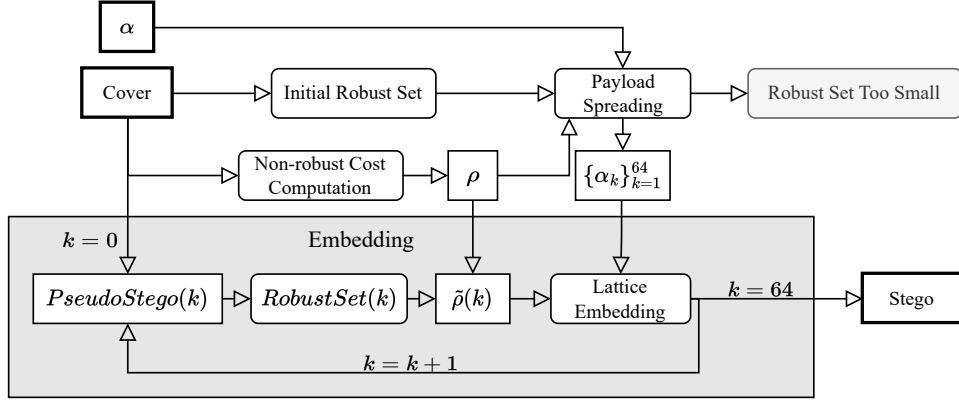 α
Cover
Initial Robust Set
Payload
Spreading
Robust Set Too Small
Non-robust Cost
Computation
ρ
{α_k}_{k=1}^{64}
k = 0
Embedding
PseudoStego(k)
RobustSet(k)
ρ̃(k)
Lattice
Embedding
k = 64
Stego
k = k + 1